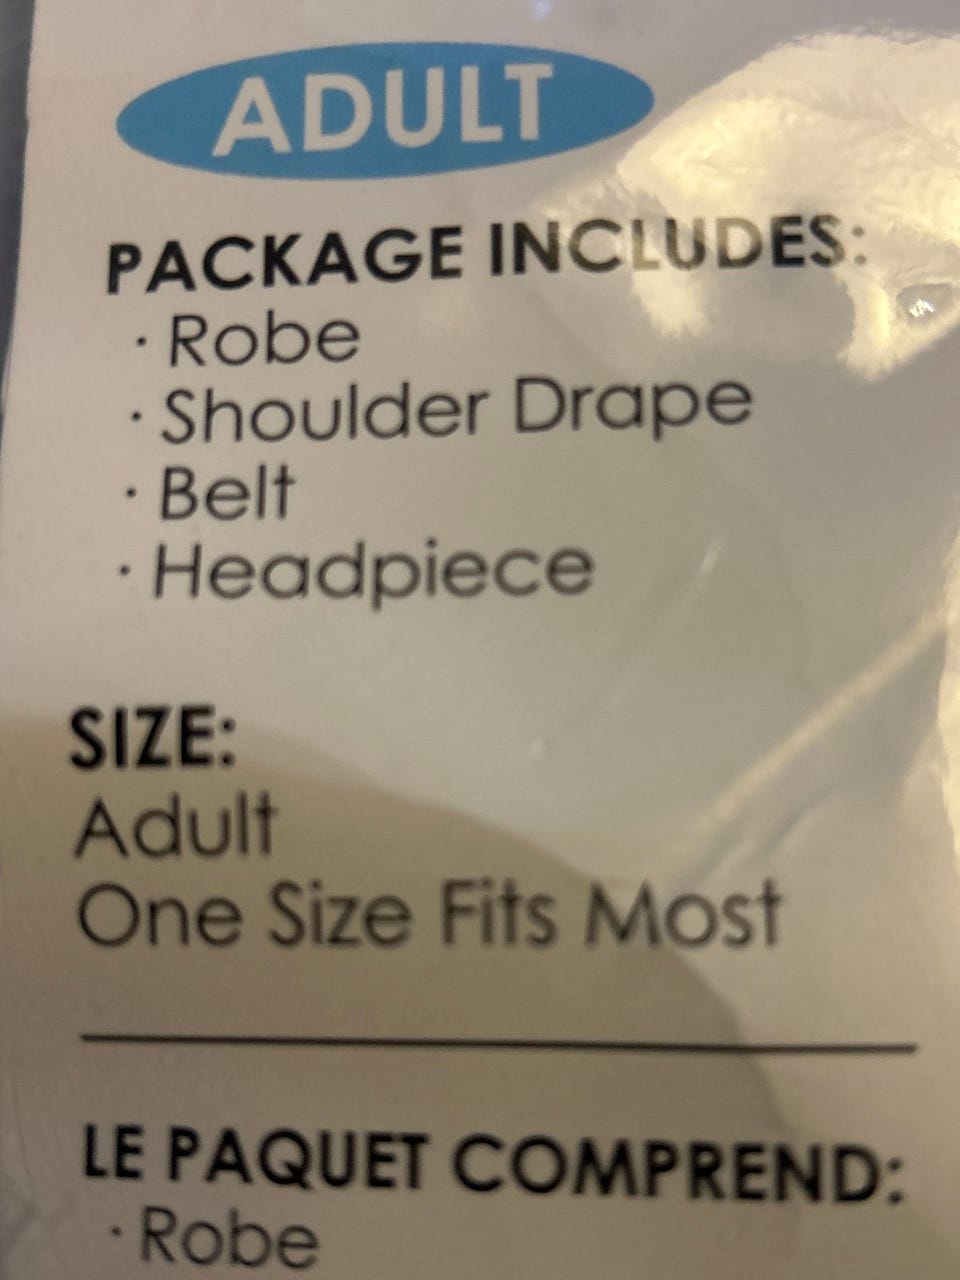 ADULT
PACKAGE INCLUDES:
· Robe
· Shoulder Drape
· Belt
· Headpiece
SIZE:
Adult
One Size Fits Most
LE PAQUET COMPREND:
· Robe